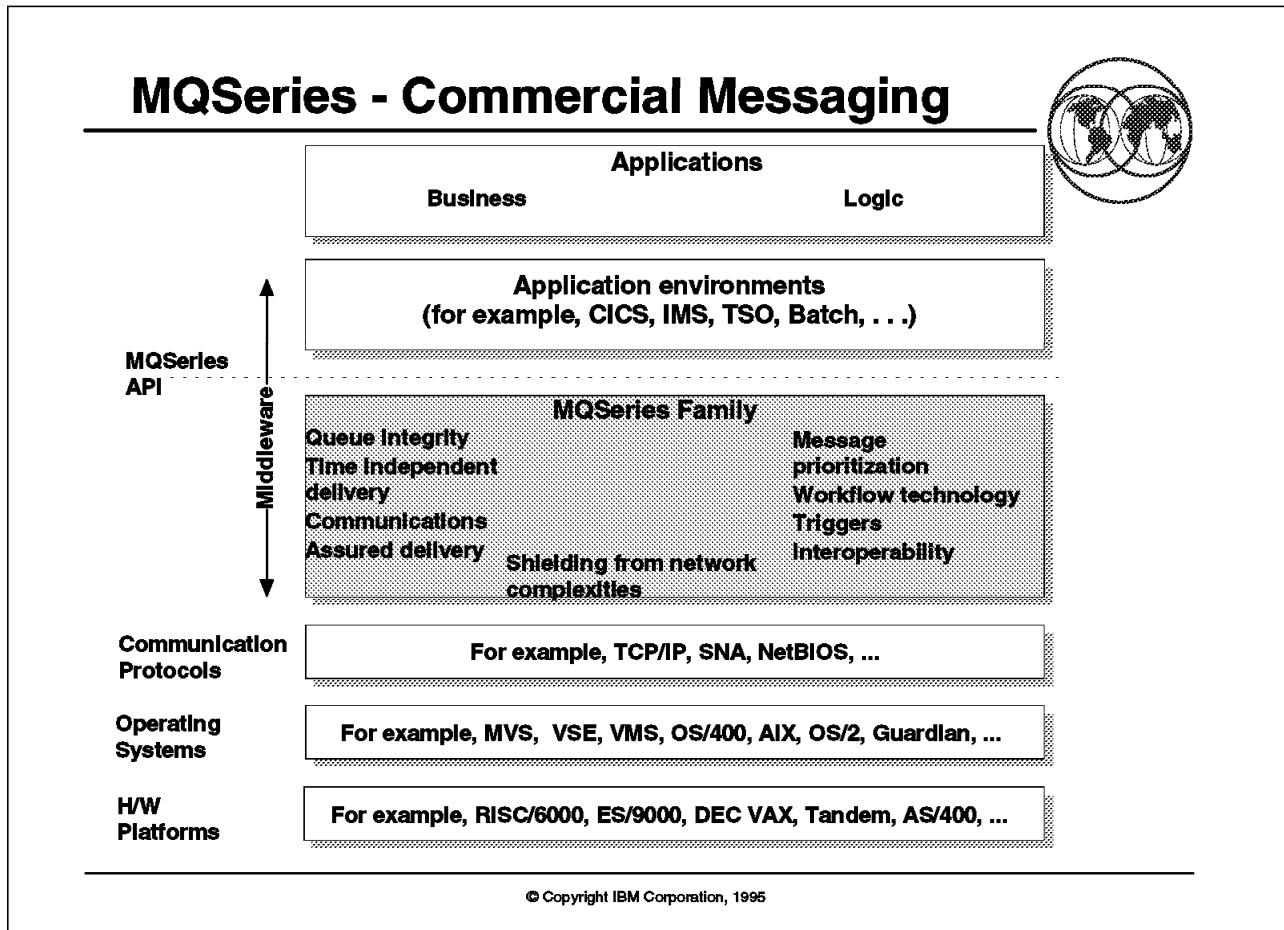 MQSeries - Commercial Messaging
Applications
Business Logic
Application environments
(for example, CICS, IMS, TSO, Batch, . . .)
MQSeries
API
Middleware
MQSeries Family
Queue integrity
Time independent
delivery
Communications
Assured delivery
Shielding from network
complexities
Message
prioritization
Workflow technology
Triggers
Interoperability
Communication
Protocols
For example, TCP/IP, SNA, NetBIOS, ...
Operating
Systems
For example, MVS, VSE, VMS, OS/400, AIX, OS/2, Guardian, ...
H/W
Platforms
For example, RISC/6000, ES/9000, DEC VAX, Tandem, AS/400, ...
© Copyright IBM Corporation, 1995